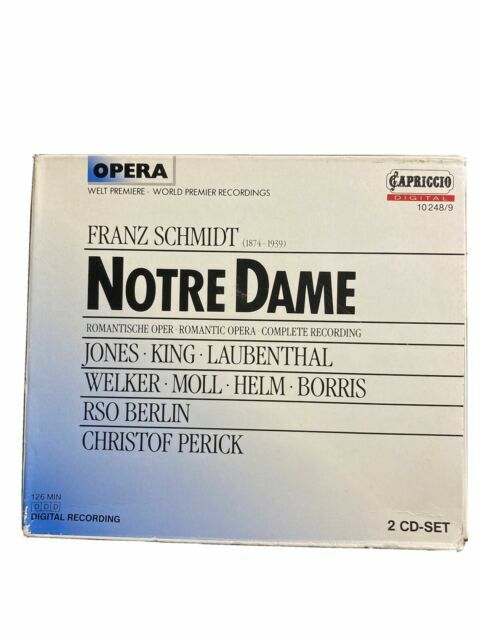 OPERA
WELT PREMIERE · WORLD PREMIER RECORDINGS
CAPRICCIO
DIGITAL
10 248/9
FRANZ SCHMIDT (1874–1939)
NOTRE DAME
ROMANTISCHE OPER · ROMANTIC OPERA · COMPLETE RECORDING
JONES · KING · LAUBENTHAL
WELKER · MOLL · HELM · BORRIS
RSO BERLIN
CHRISTOF PERICK
126 MIN
DDD
DIGITAL RECORDING
2 CD-SET